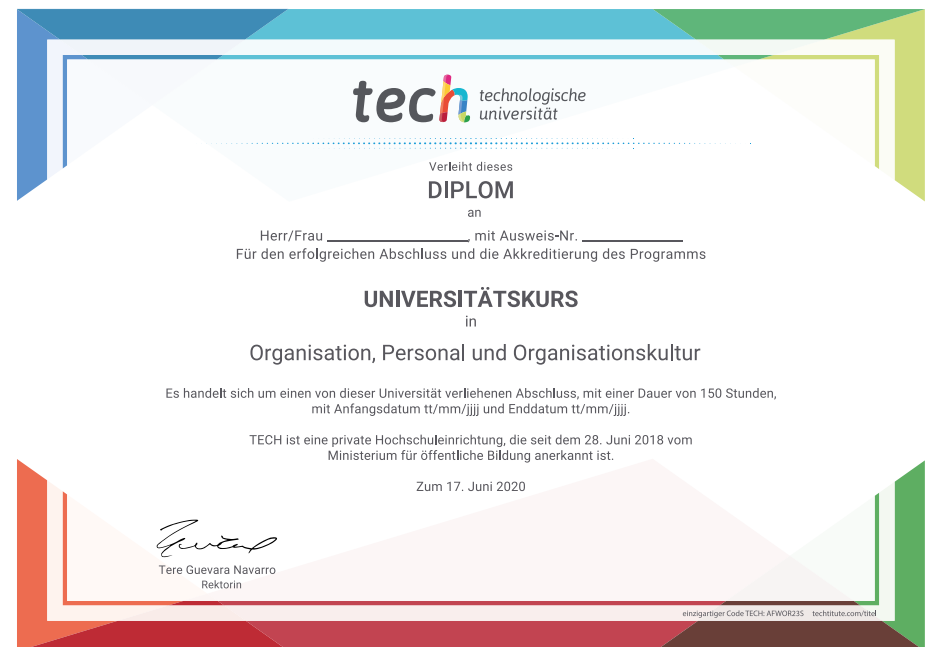 tech technologische
universität
Verleiht dieses
DIPLOM
an
Herr/Frau ____________________, mit Ausweis-Nr. ______________
Für den erfolgreichen Abschluss und die Akkreditierung des Programms
UNIVERSITÄTSKURS
in
Organisation, Personal und Organisationskultur
Es handelt sich um einen von dieser Universität verliehenen Abschluss, mit einer Dauer von 150 Stunden,
mit Anfangsdatum tt/mm/jjjj und Enddatum tt/mm/jjjj.
TECH ist eine private Hochschuleinrichtung, die seit dem 28. Juni 2018 vom
Ministerium für öffentliche Bildung anerkannt ist.
Zum 17. Juni 2020
Tere Guevara Navarro
Rektorin
einzigartiger Code TECH: AFWOR23S techtitute.com/titel